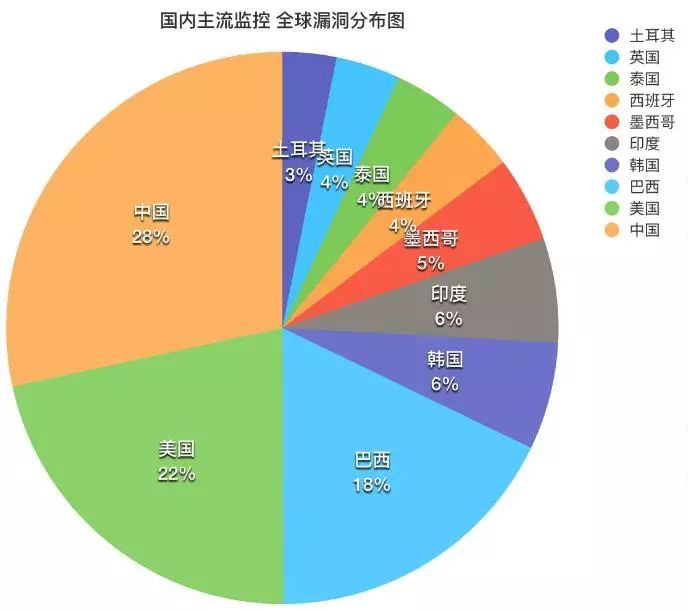 国内主流监控 全球漏洞分布图
土耳其
3%
英国
4%
泰国
4%
西班牙
4%
墨西哥
5%
印度
6%
韩国
6%
巴西
18%
美国
22%
中国
28%
土耳其
英国
泰国
西班牙
墨西哥
印度
韩国
巴西
美国
中国